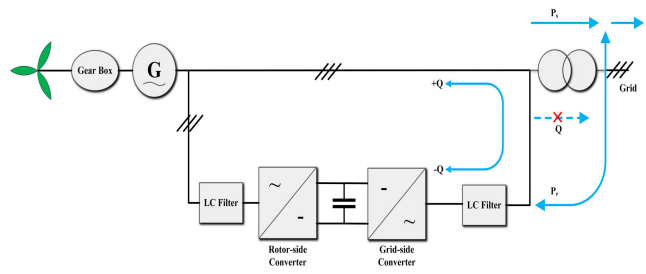 Ps
Gear Box
G
~
Grid
+Q
Q
-Q
Pr
LC Filter
~
-
-
~
LC Filter
Rotor-side
Converter
Grid-side
Converter